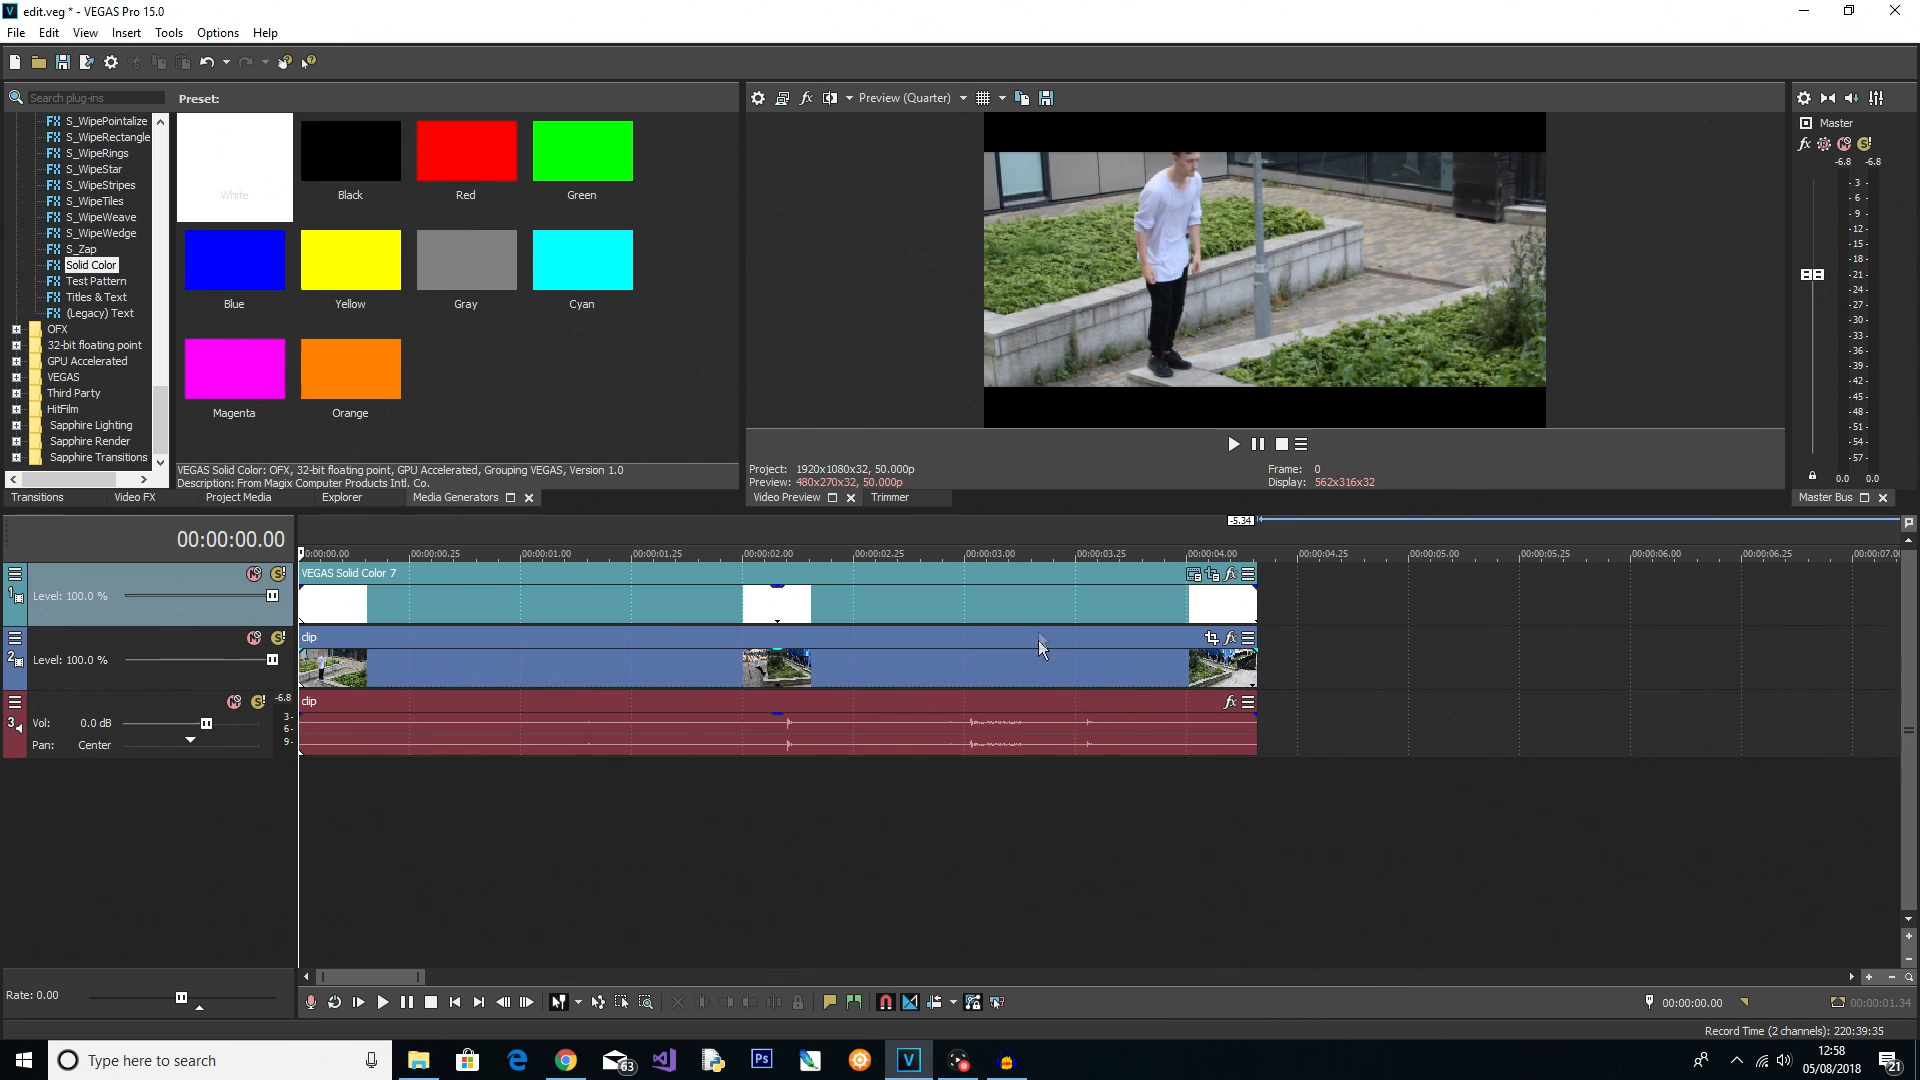 edit.veg * - VEGAS Pro 15.0
File Edit View Insert Tools Options Help
Search plug-ins
Preset:
Preview (Quarter)
S_WipePointalize
S_WipeRectangle
S_WipeRings
S_WipeStar
S_WipeStripes
S_WipeTiles
S_WipeWeave
S_WipeWedge
S_Zap
Solid Color
Test Pattern
Titles & Text
(Legacy) Text
OFX
32-bit floating point
GPU Accelerated
VEGAS
Third Party
HitFilm
Sapphire Lighting
Sapphire Render
Sapphire Transitions
White
Black
Red
Green
Blue
Yellow
Gray
Cyan
Magenta
Orange
VEGAS Solid Color: OFX, 32-bit floating point, GPU Accelerated, Grouping VEGAS, Version 1.0
Description: From Magix Computer Products Intl. Co.
Transitions Video FX Project Media Explorer Media Generators
Project: 1920x1080x32, 50.000p
Preview: 480x270x32, 50.000p
Frame: 0
Display: 562x316x32
Video Preview Trimmer
Master
-6.8 -6.8
- 3 -
- 6 -
- 9 -
- 12 -
- 15 -
- 18 -
- 21 -
- 24 -
- 27 -
- 30 -
- 33 -
- 36 -
- 39 -
- 42 -
- 45 -
- 48 -
- 51 -
- 54 -
- 57 -
0.0 0.0
Master Bus
00:00:00.00
-5.34
0:00:00.00 00:00:00.25 00:00:01.00 00:00:01.25 00:00:02.00 00:00:02.25 00:00:03.00 00:00:03.25 00:00:04.00 00:00:04.25 00:00:05.00 00:00:05.25 00:00:06.00 00:00:06.25 00:00:07.00
1
Level: 100.0 %
VEGAS Solid Color 7
2
Level: 100.0 %
clip
3
Vol: 0.0 dB
Pan: Center
-6.8
3-
6-
9-
clip
Rate: 0.00
00:00:00.00
00:00:01.34
Record Time (2 channels): 220:39:35
Type here to search
63
Ps
V
12:58
05/08/2018
21